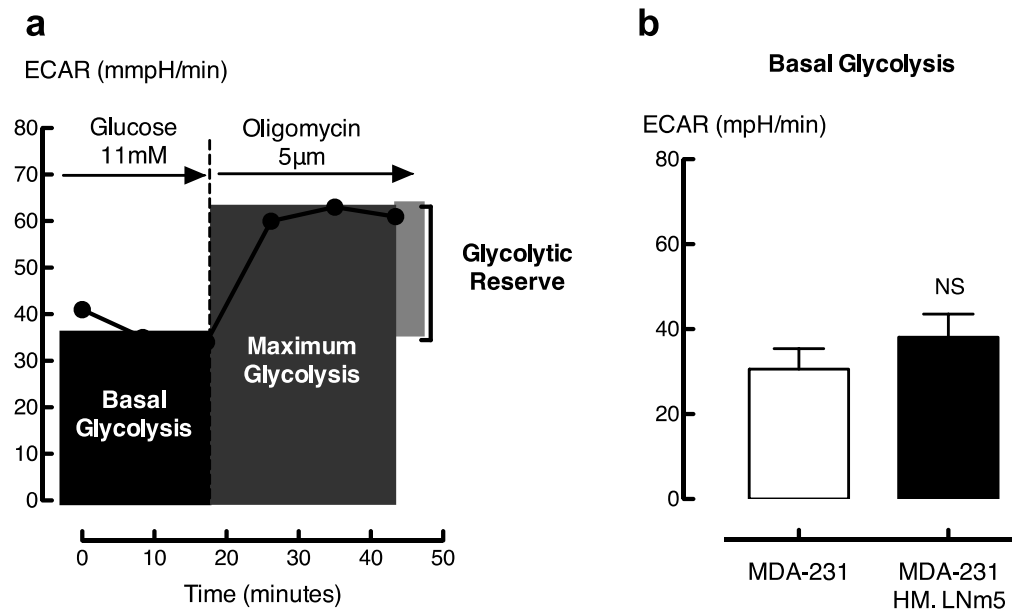 a
ECAR (mmpH/min)
80
70
60
50
40
30
20
10
0
Glucose
11mM
Oligomycin
5µm
Glycolytic
Reserve
Maximum
Glycolysis
Basal
Glycolysis
0 10 20 30 40 50
Time (minutes)
b
Basal Glycolysis
ECAR (mpH/min)
80
60
40
20
0
NS
MDA-231
MDA-231
HM. LNm5